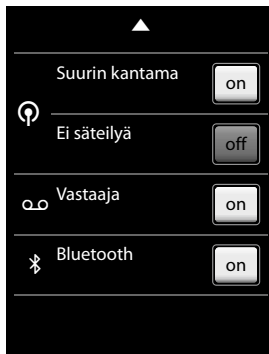 Suurin kantama on
Ei säteilyä off
Vastaaja on
Bluetooth on